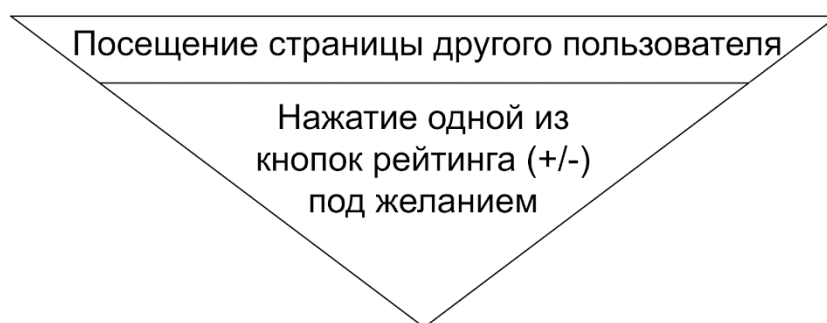 Посещение страницы другого пользователя
Нажатие одной из
кнопок рейтинга (+/-)
под желанием